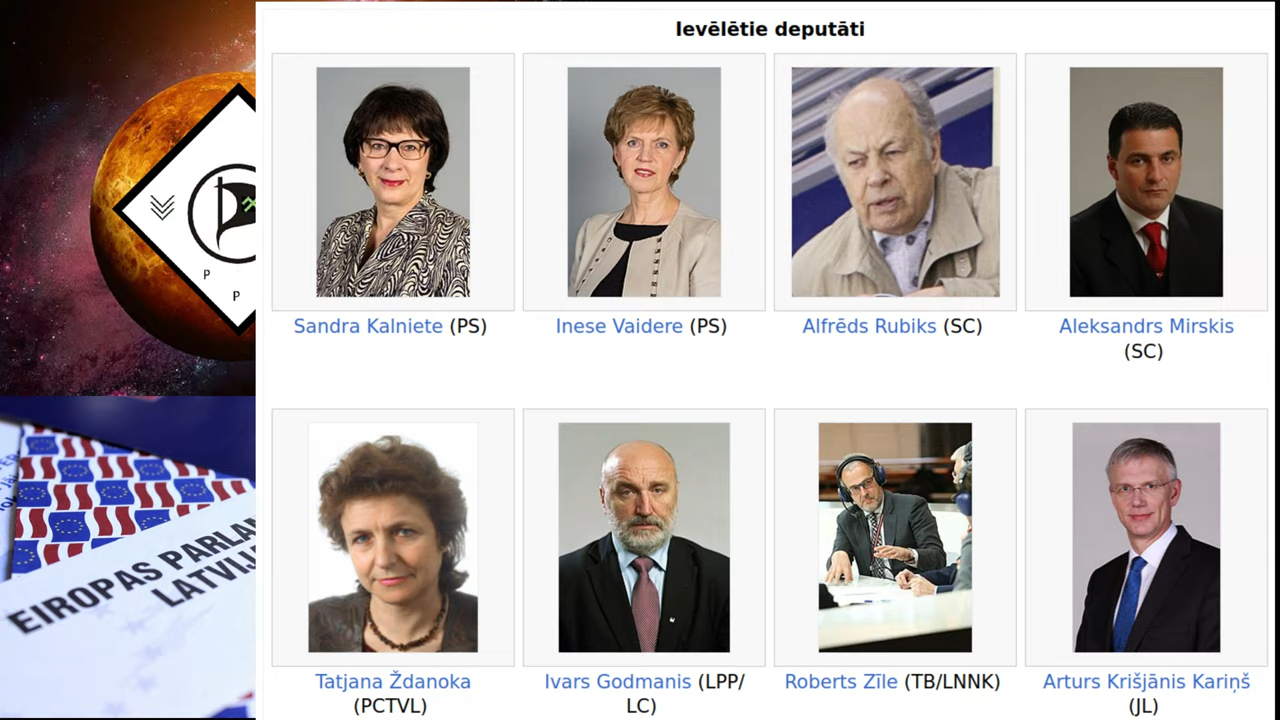 Ievēlētie deputāti
Sandra Kalniete (PS)
Inese Vaidere (PS)
Alfrēds Rubiks (SC)
Aleksandrs Mirskis
(SC)
Tatjana Ždanoka
(PCTVL)
Ivars Godmanis (LPP/
LC)
Roberts Zīle (TB/LNNK)
Arturs Krišjānis Kariņš
(JL)
P
P
EIROPAS PARLA
LATVIJ